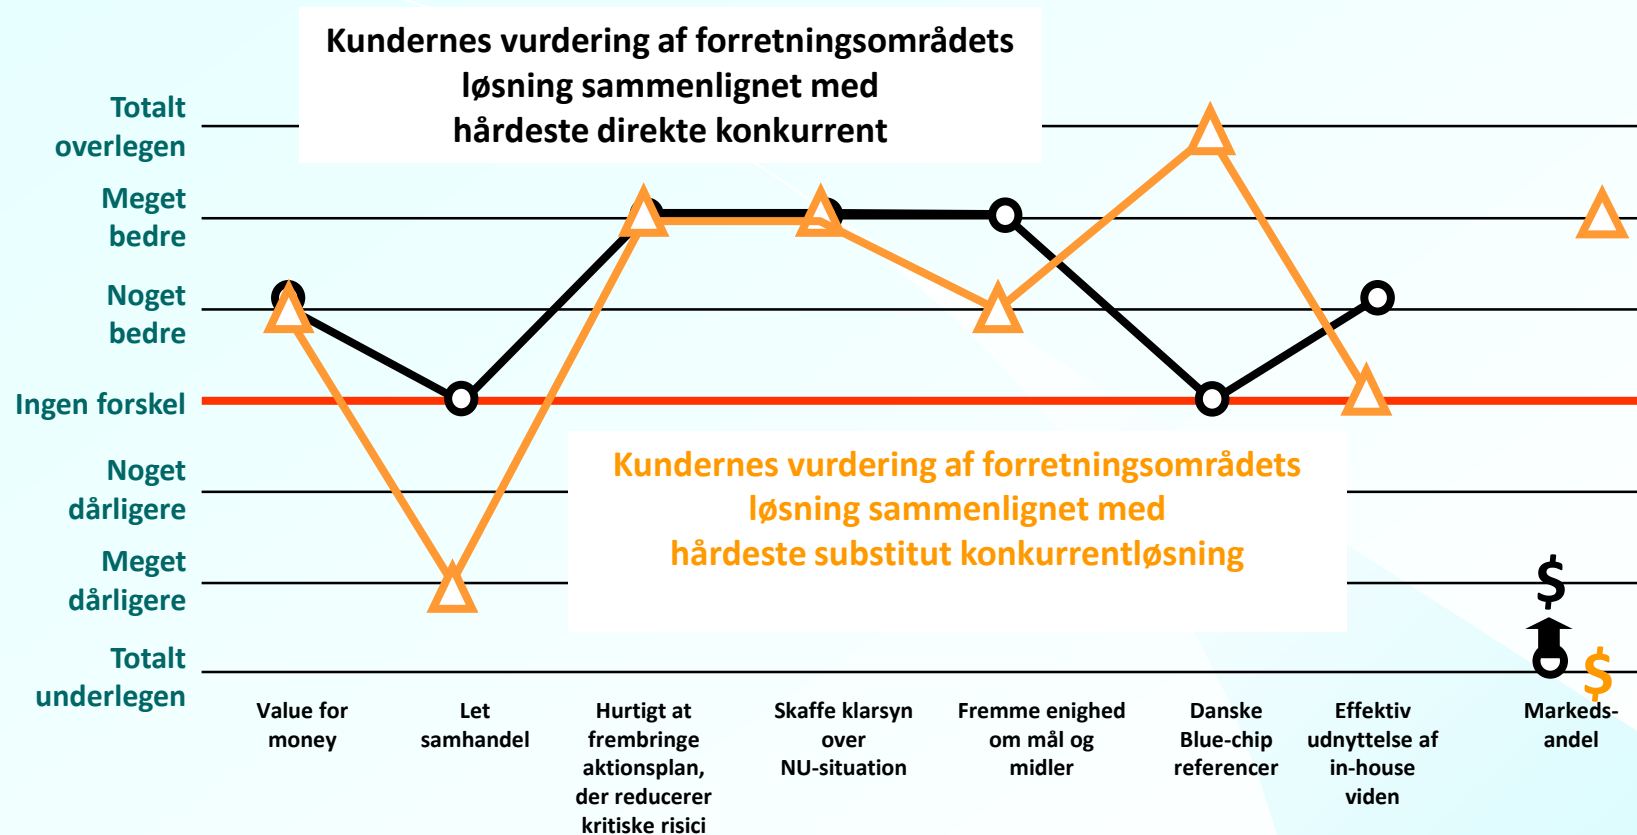 Kundernes vurdering af forretningsområdets
løsning sammenlignet med
hårdeste direkte konkurrent
Totalt
overlegen
Meget
bedre
Noget
bedre
Ingen forskel
Noget
dårligere
Meget
dårligere
Totalt
underlegen
Kundernes vurdering af forretningsområdets
løsning sammenlignet med
hårdeste substitut konkurrentløsning
$
$
Value for
money
Let
samhandel
Hurtigt at
frembringe
aktionsplan,
der reducerer
kritiske risici
Skaffe klarsyn
over
NU-situation
Fremme enighed
om mål og
midler
Danske
Blue-chip
referencer
Effektiv
udnyttelse af
in-house
viden
Markeds-
andel